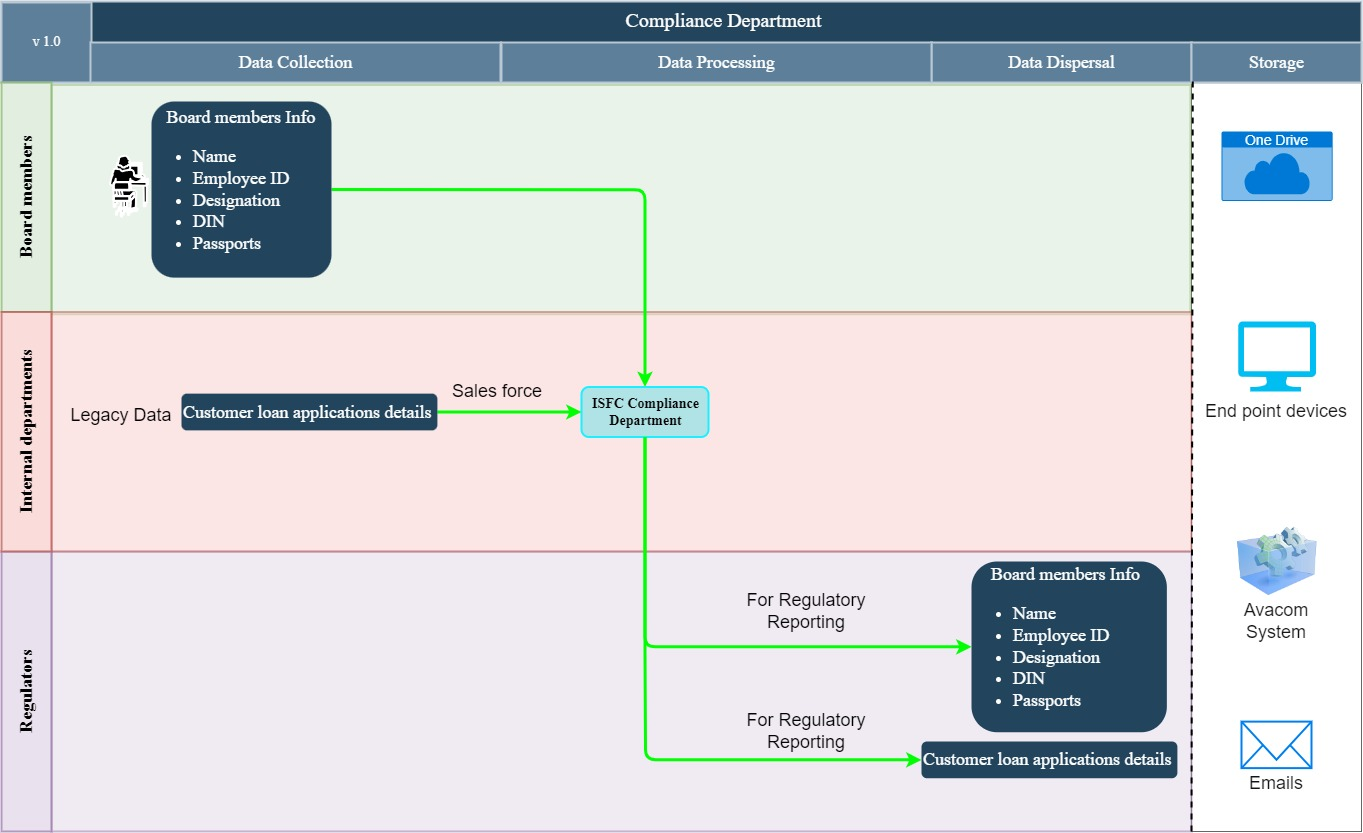 Compliance Department
v 1.0
Data Collection
Data Processing
Data Dispersal
Storage
Board members
Board members Info
Name
Employee ID
Designation
DIN
Passports
One Drive
Internal departments
Legacy Data
Customer loan applications details
Sales force
ISFC Compliance
Department
End point devices
Regulators
For Regulatory
Reporting
Board members Info
Name
Employee ID
Designation
DIN
Passports
For Regulatory
Reporting
Customer loan applications details
Avacom
System
Emails